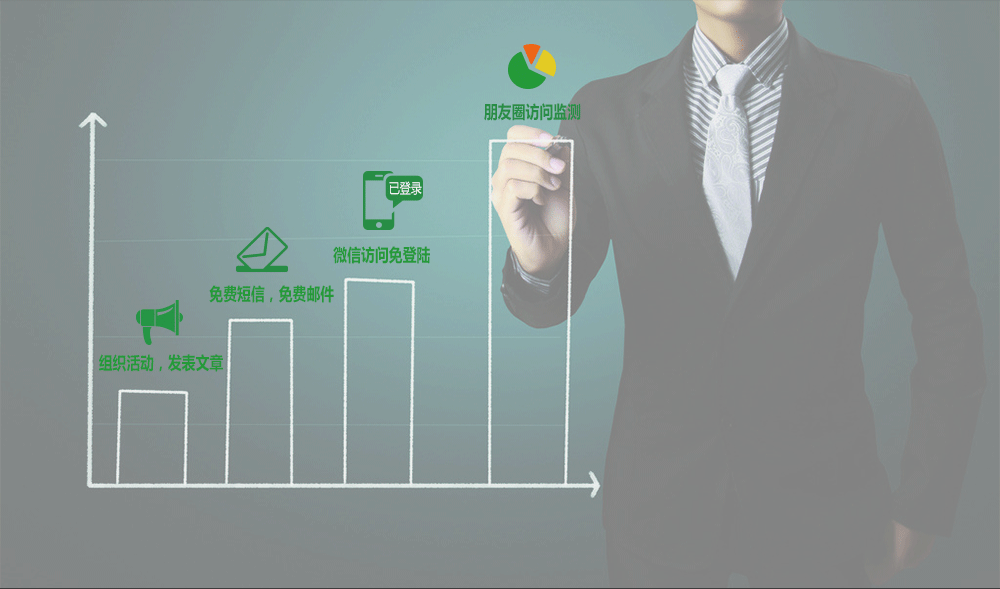 朋友圈访问监测
已登录
微信访问免登陆
免费短信，免费邮件
组织活动，发表文章